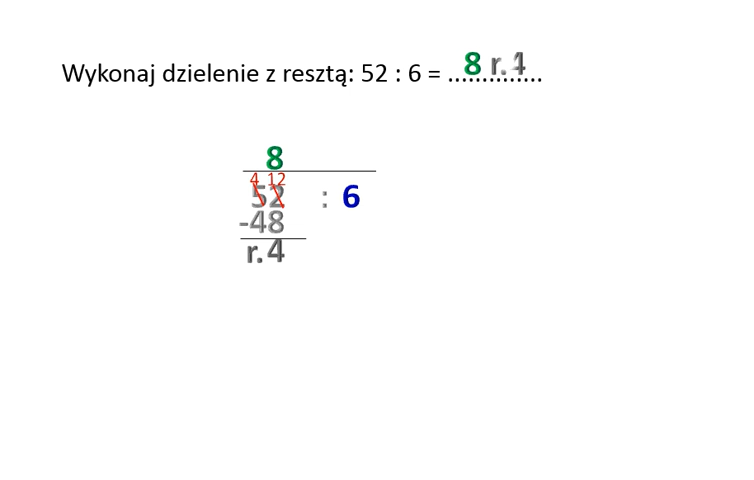 Wykonaj dzielenie z resztą: 52 : 6 = .............. 8 r.4
8
4 12
52 : 6
-48
r.4